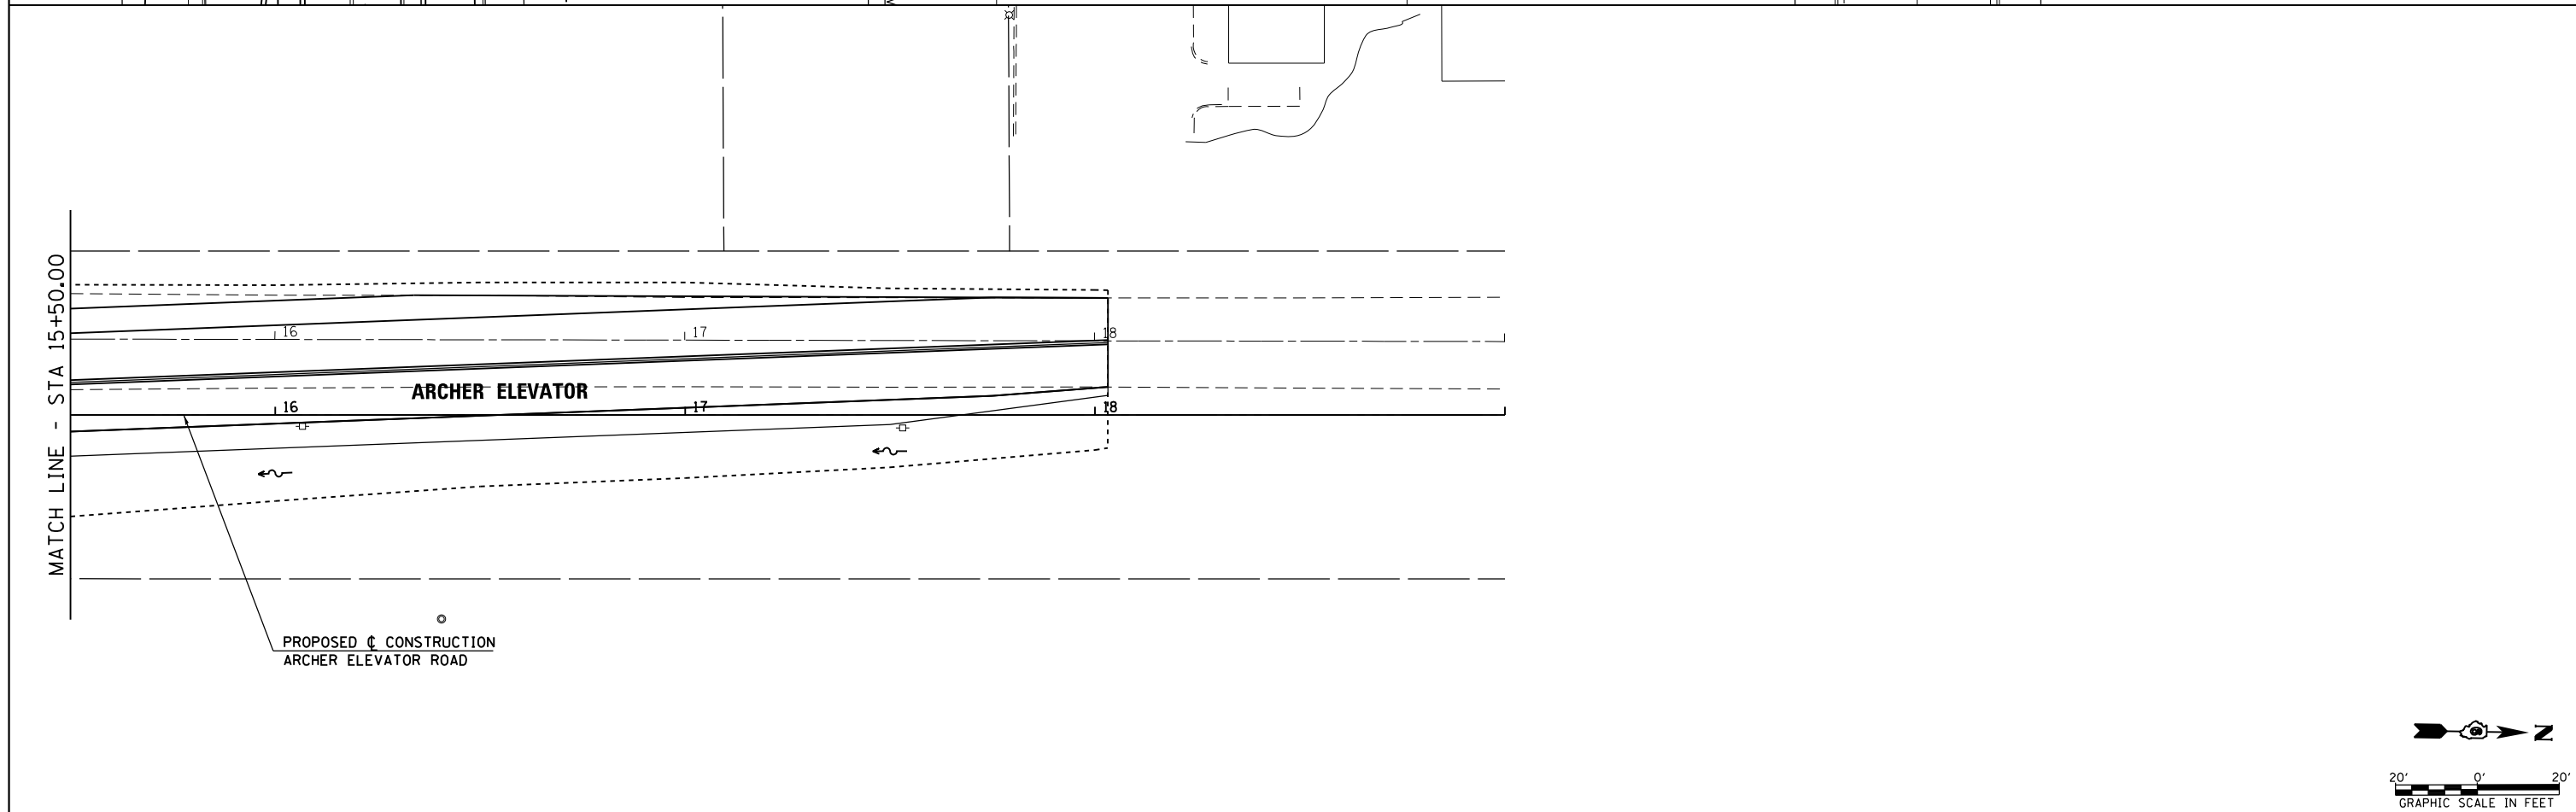 MATCH LINE - STA 15+50.00
16
17
18
ARCHER ELEVATOR
16
17
18
PROPOSED ℄ CONSTRUCTION
ARCHER ELEVATOR ROAD
N
20' 0' 20'
GRAPHIC SCALE IN FEET